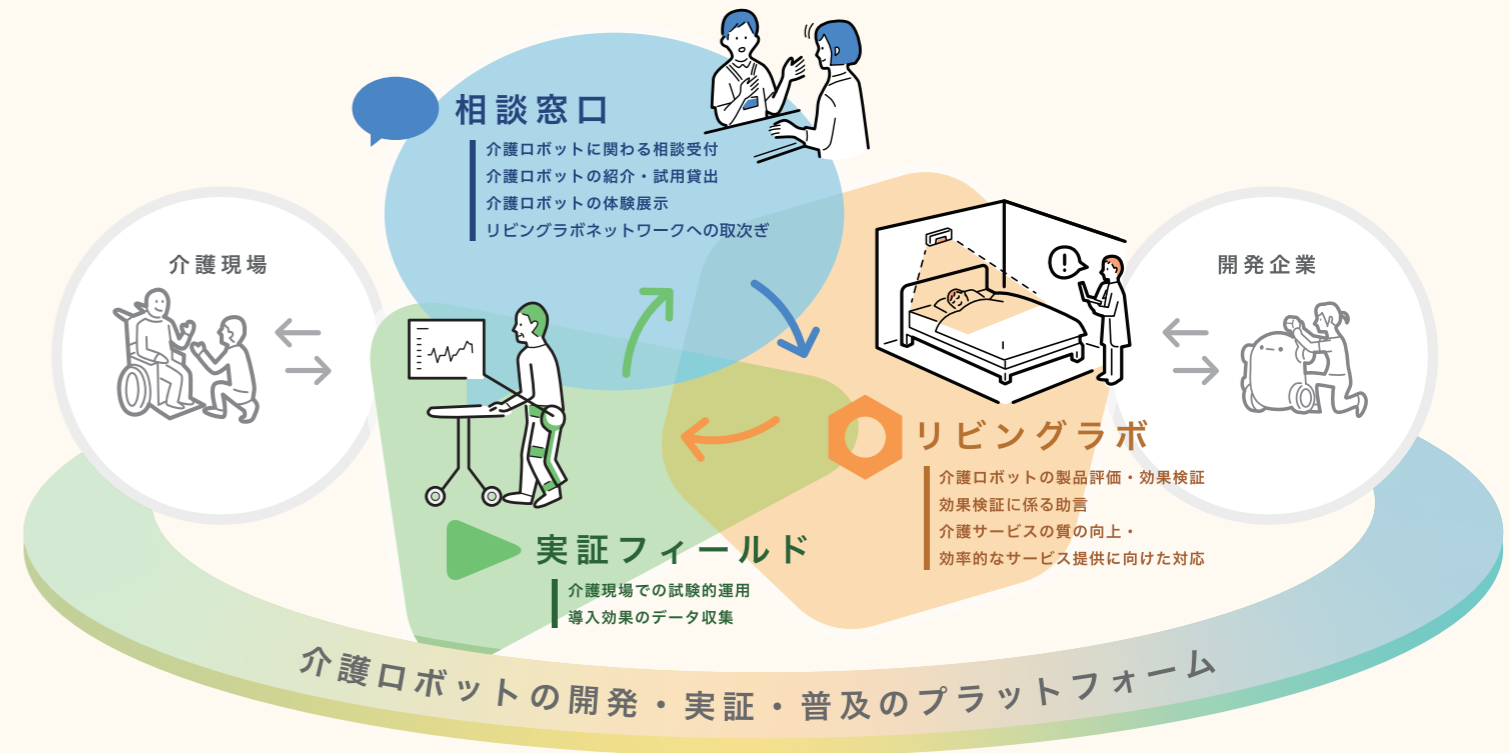 相談窓口
介護ロボットに関わる相談受付
介護ロボットの紹介・試用貸出
介護ロボットの体験展示
リビングラボネットワークへの取次ぎ
介護現場
開発企業
!
リビングラボ
介護ロボットの製品評価・効果検証
効果検証に係る助言
介護サービスの質の向上・
効率的なサービス提供に向けた対応
実証フィールド
介護現場での試験的運用
導入効果のデータ収集
介護ロボットの開発・実証・普及のプラットフォーム